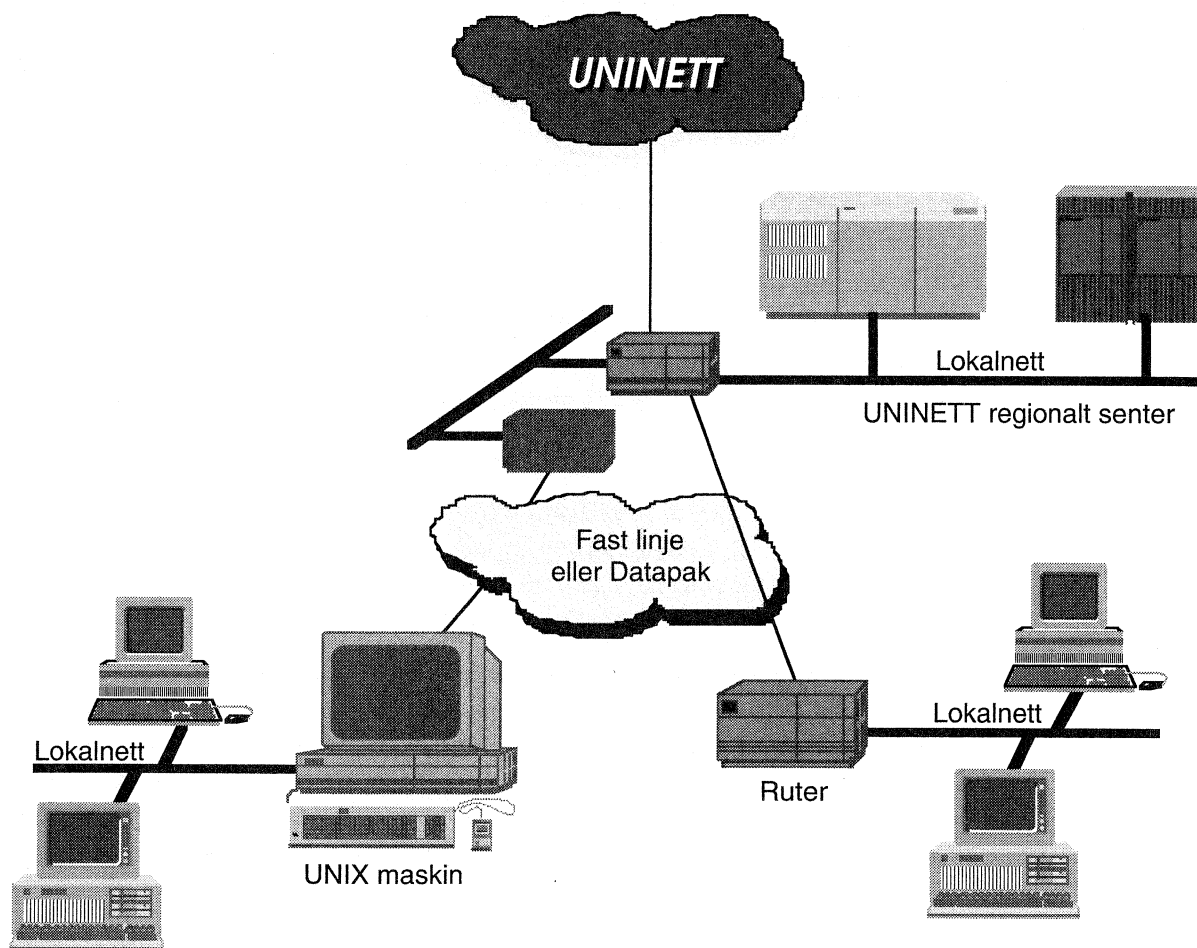 UNINETT
Lokalnett
UNINETT regionalt senter
Fast linje
eller Datapak
Lokalnett
Lokalnett
Ruter
UNIX maskin